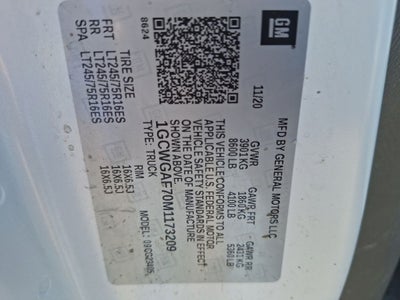 GM
MFD BY GENERAL MOTORS LLC
11/20
GVWR
3901 KG
8600 LB
GAWR FRT
1860 KG
4100 LB
GAWR RR
2431 KG
5360 LB
THIS VEHICLE CONFORMS TO ALL
APPLICABLE U.S. FEDERAL MOTOR
VEHICLE SAFETY STANDARDS IN EFFECT
ON THE DATE OF MANUFACTURE
SHOWN ABOVE.
1GCWGAF70M1173209
TYPE: TRUCK
8624
TIRE SIZE
RIM
FRT LT245/75R16ES 16X6.5J
RR LT245/75R16ES 16X6.5J
SPA LT245/75R16ES 16X6.5J